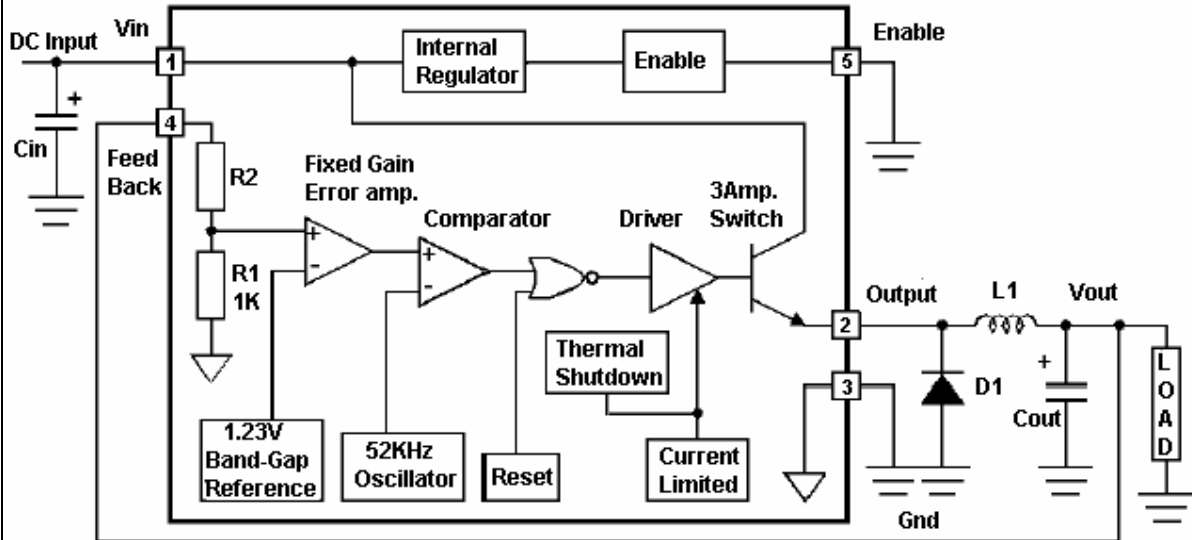 DC Input
Vin
1
Internal
Regulator
Enable
5
Enable
+
Cin
4
Feed
Back
R2
R1
1K
Fixed Gain
Error amp.
+
-
Comparator
+
-
Driver
3Amp.
Switch
Output
2
L1
Vout
3
D1
+
Cout
L
O
A
D
Thermal
Shutdown
1.23V
Band-Gap
Reference
52KHz
Oscillator
Reset
Current
Limited
Gnd